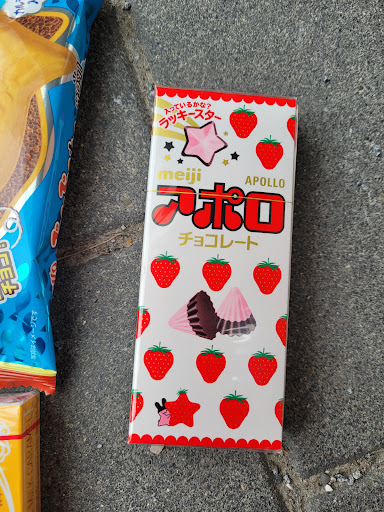 入っているかな?
ラッキースター
meiji
APOLLO
アポロ
チョコレート